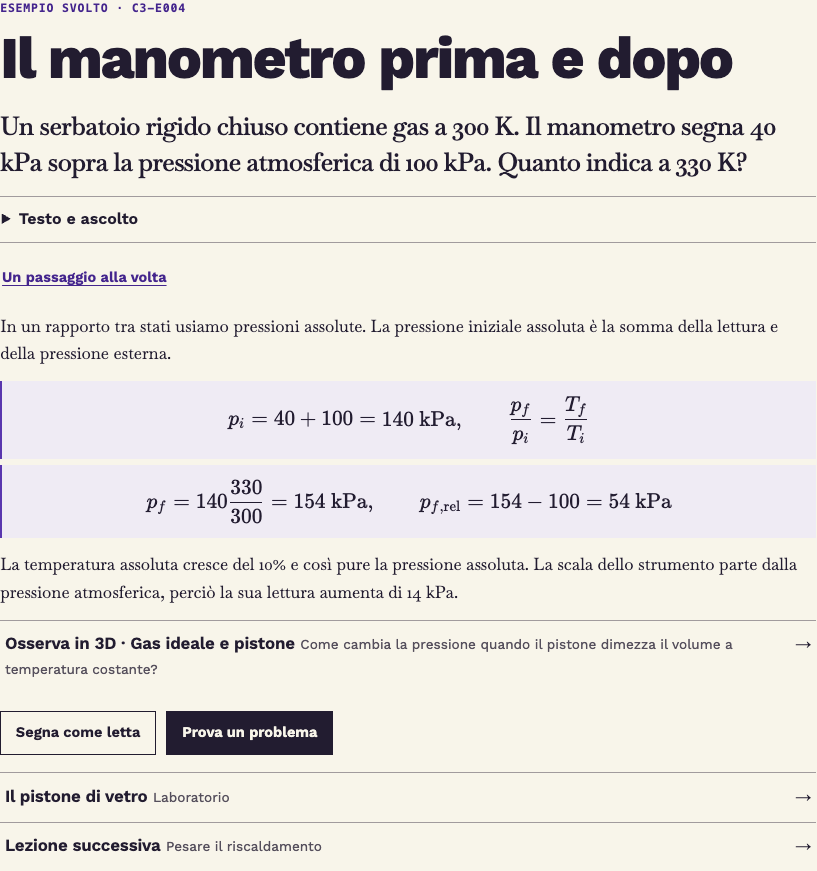 ESEMPIO SVOLTO · C3-E004
Il manometro prima e dopo
Un serbatoio rigido chiuso contiene gas a 300 K. Il manometro segna 40
kPa sopra la pressione atmosferica di 100 kPa. Quanto indica a 330 K?
▶ Testo e ascolto
Un passaggio alla volta
In un rapporto tra stati usiamo pressioni assolute. La pressione iniziale assoluta è la somma della lettura e
della pressione esterna.
p_i = 40 + 100 = 140 kPa, p_f/p_i = T_f/T_i
p_f = 140 330/300 = 154 kPa, p_f,rel = 154 − 100 = 54 kPa
La temperatura assoluta cresce del 10% e così pure la pressione assoluta. La scala dello strumento parte dalla
pressione atmosferica, perciò la sua lettura aumenta di 14 kPa.
Osserva in 3D · Gas ideale e pistone Come cambia la pressione quando il pistone dimezza il volume a →
temperatura costante?
Segna come letta Prova un problema
Il pistone di vetro Laboratorio →
Lezione successiva Pesare il riscaldamento →